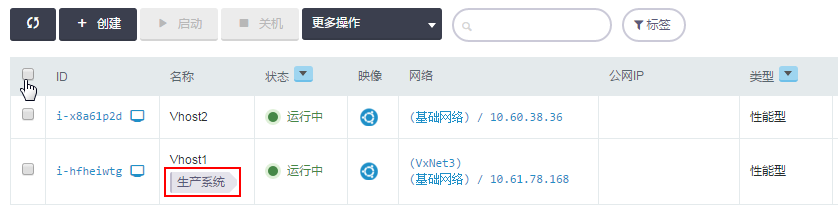 创建 启动 关机 更多操作 标签
ID 名称 状态 映像 网络 公网IP 类型
i-x8a61p2d Vhost2 运行中 (基础网络) / 10.60.38.36 性能型
Vhost1 (VxNet3)
i-hfheiwtg 生产系统 运行中 (基础网络) / 10.61.78.168 性能型